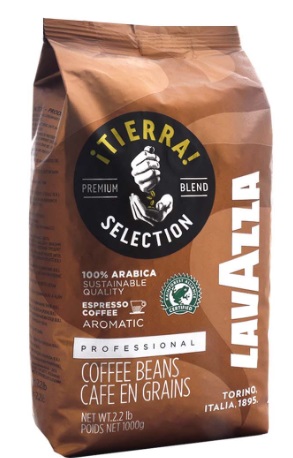 ¡TIERRA!
PREMIUM BLEND
SELECTION
100% ARABICA
SUSTAINABLE
QUALITY
ESPRESSO
COFFEE
AROMATIC
CERTIFIED
PROFESSIONAL
COFFEE BEANS
CAFE EN GRAINS
NET WT.2.2 lb
POIDS NET 1000g
LAVAZZA
TORINO,
ITALIA, 1895.